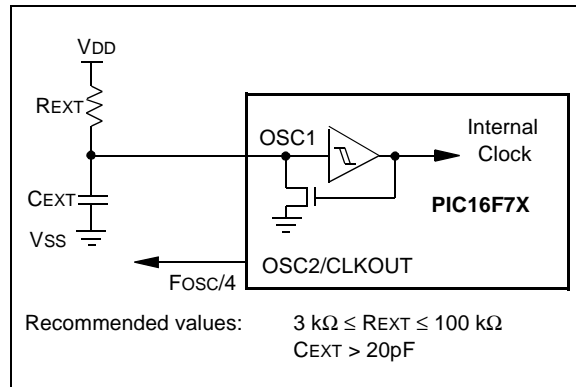 VDD
REXT
OSC1
Internal
Clock
CEXT
PIC16F7X
VSS
OSC2/CLKOUT
FOSC/4
Recommended values: 3 kΩ ≤ REXT ≤ 100 kΩ
CEXT > 20pF